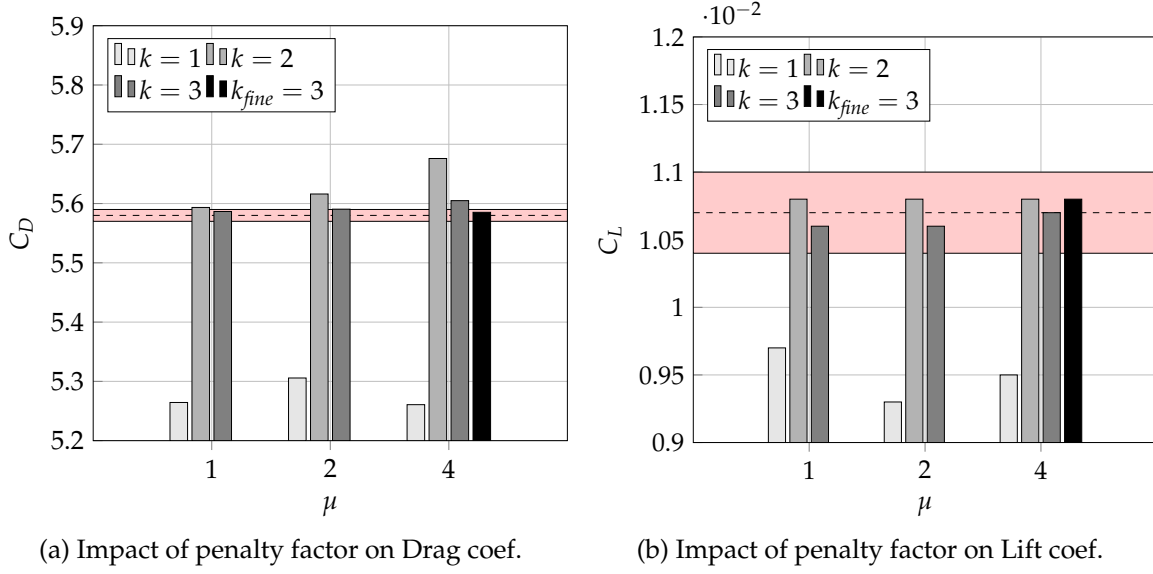 5.9
5.8
5.7
5.6
5.5
5.4
5.3
5.2
C_D
k = 1 k = 2
k = 3 k_fine = 3
1 2 4
μ
(a) Impact of penalty factor on Drag coef.
·10⁻²
1.2
1.15
1.1
1.05
1
0.95
0.9
C_L
k = 1 k = 2
k = 3 k_fine = 3
1 2 4
μ
(b) Impact of penalty factor on Lift coef.